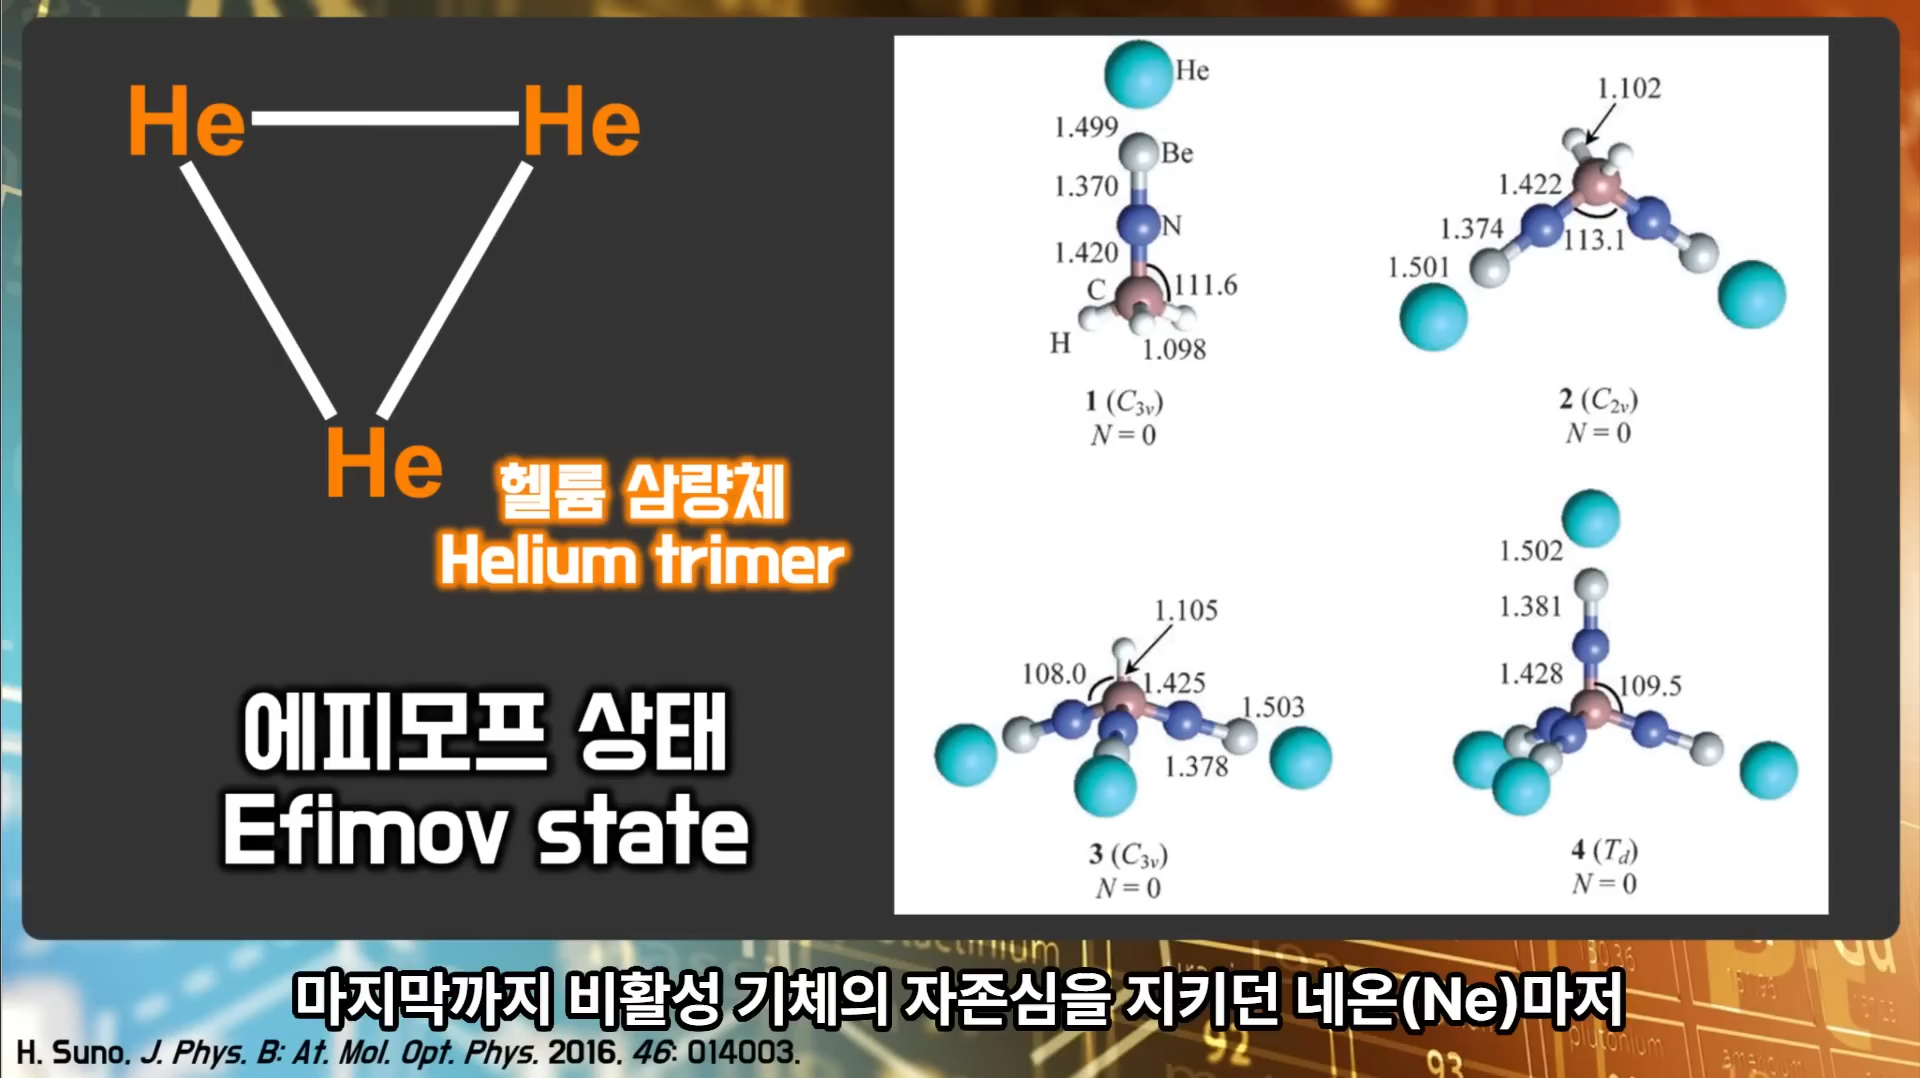 He He
He
헬륨 삼량체
Helium trimer
에피모프 상태
Efimov state
He
1.499
Be
1.370
N
1.420
C
111.6
H
1.098
1 (C3v)
N = 0
1.102
1.422
1.374
113.1
1.501
2 (C2v)
N = 0
1.105
108.0
1.425
1.503
1.378
3 (C3v)
N = 0
1.502
1.381
1.428
109.5
4 (Td)
N = 0
마지막까지 비활성 기체의 자존심을 지키던 네온(Ne)마저
H. Suno, J. Phys. B: At. Mol. Opt. Phys. 2016, 46: 014003.
92
93
plutonium